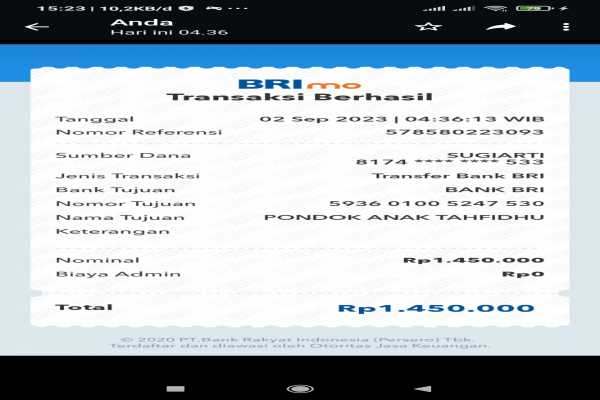 15:23 | 10,2KB/d ...
79
Anda
Hari ini 04.36
BRImo
Transaksi Berhasil
Tanggal 02 Sep 2023 | 04:36:13 WIB
Nomor Referensi 578580223093
Sumber Dana SUGIARTI
8174 **** **** 533
Jenis Transaksi Transfer Bank BRI
Bank Tujuan BANK BRI
Nomor Tujuan 5936 0100 5247 530
Nama Tujuan PONDOK ANAK TAHFIDHU
Keterangan
Nominal Rp1.450.000
Biaya Admin Rp0
Total Rp1.450.000
© 2020 PT.Bank Rakyat Indonesia (Persero) Tbk.
Terdaftar dan diawasi oleh Otoritas Jasa Keuangan.